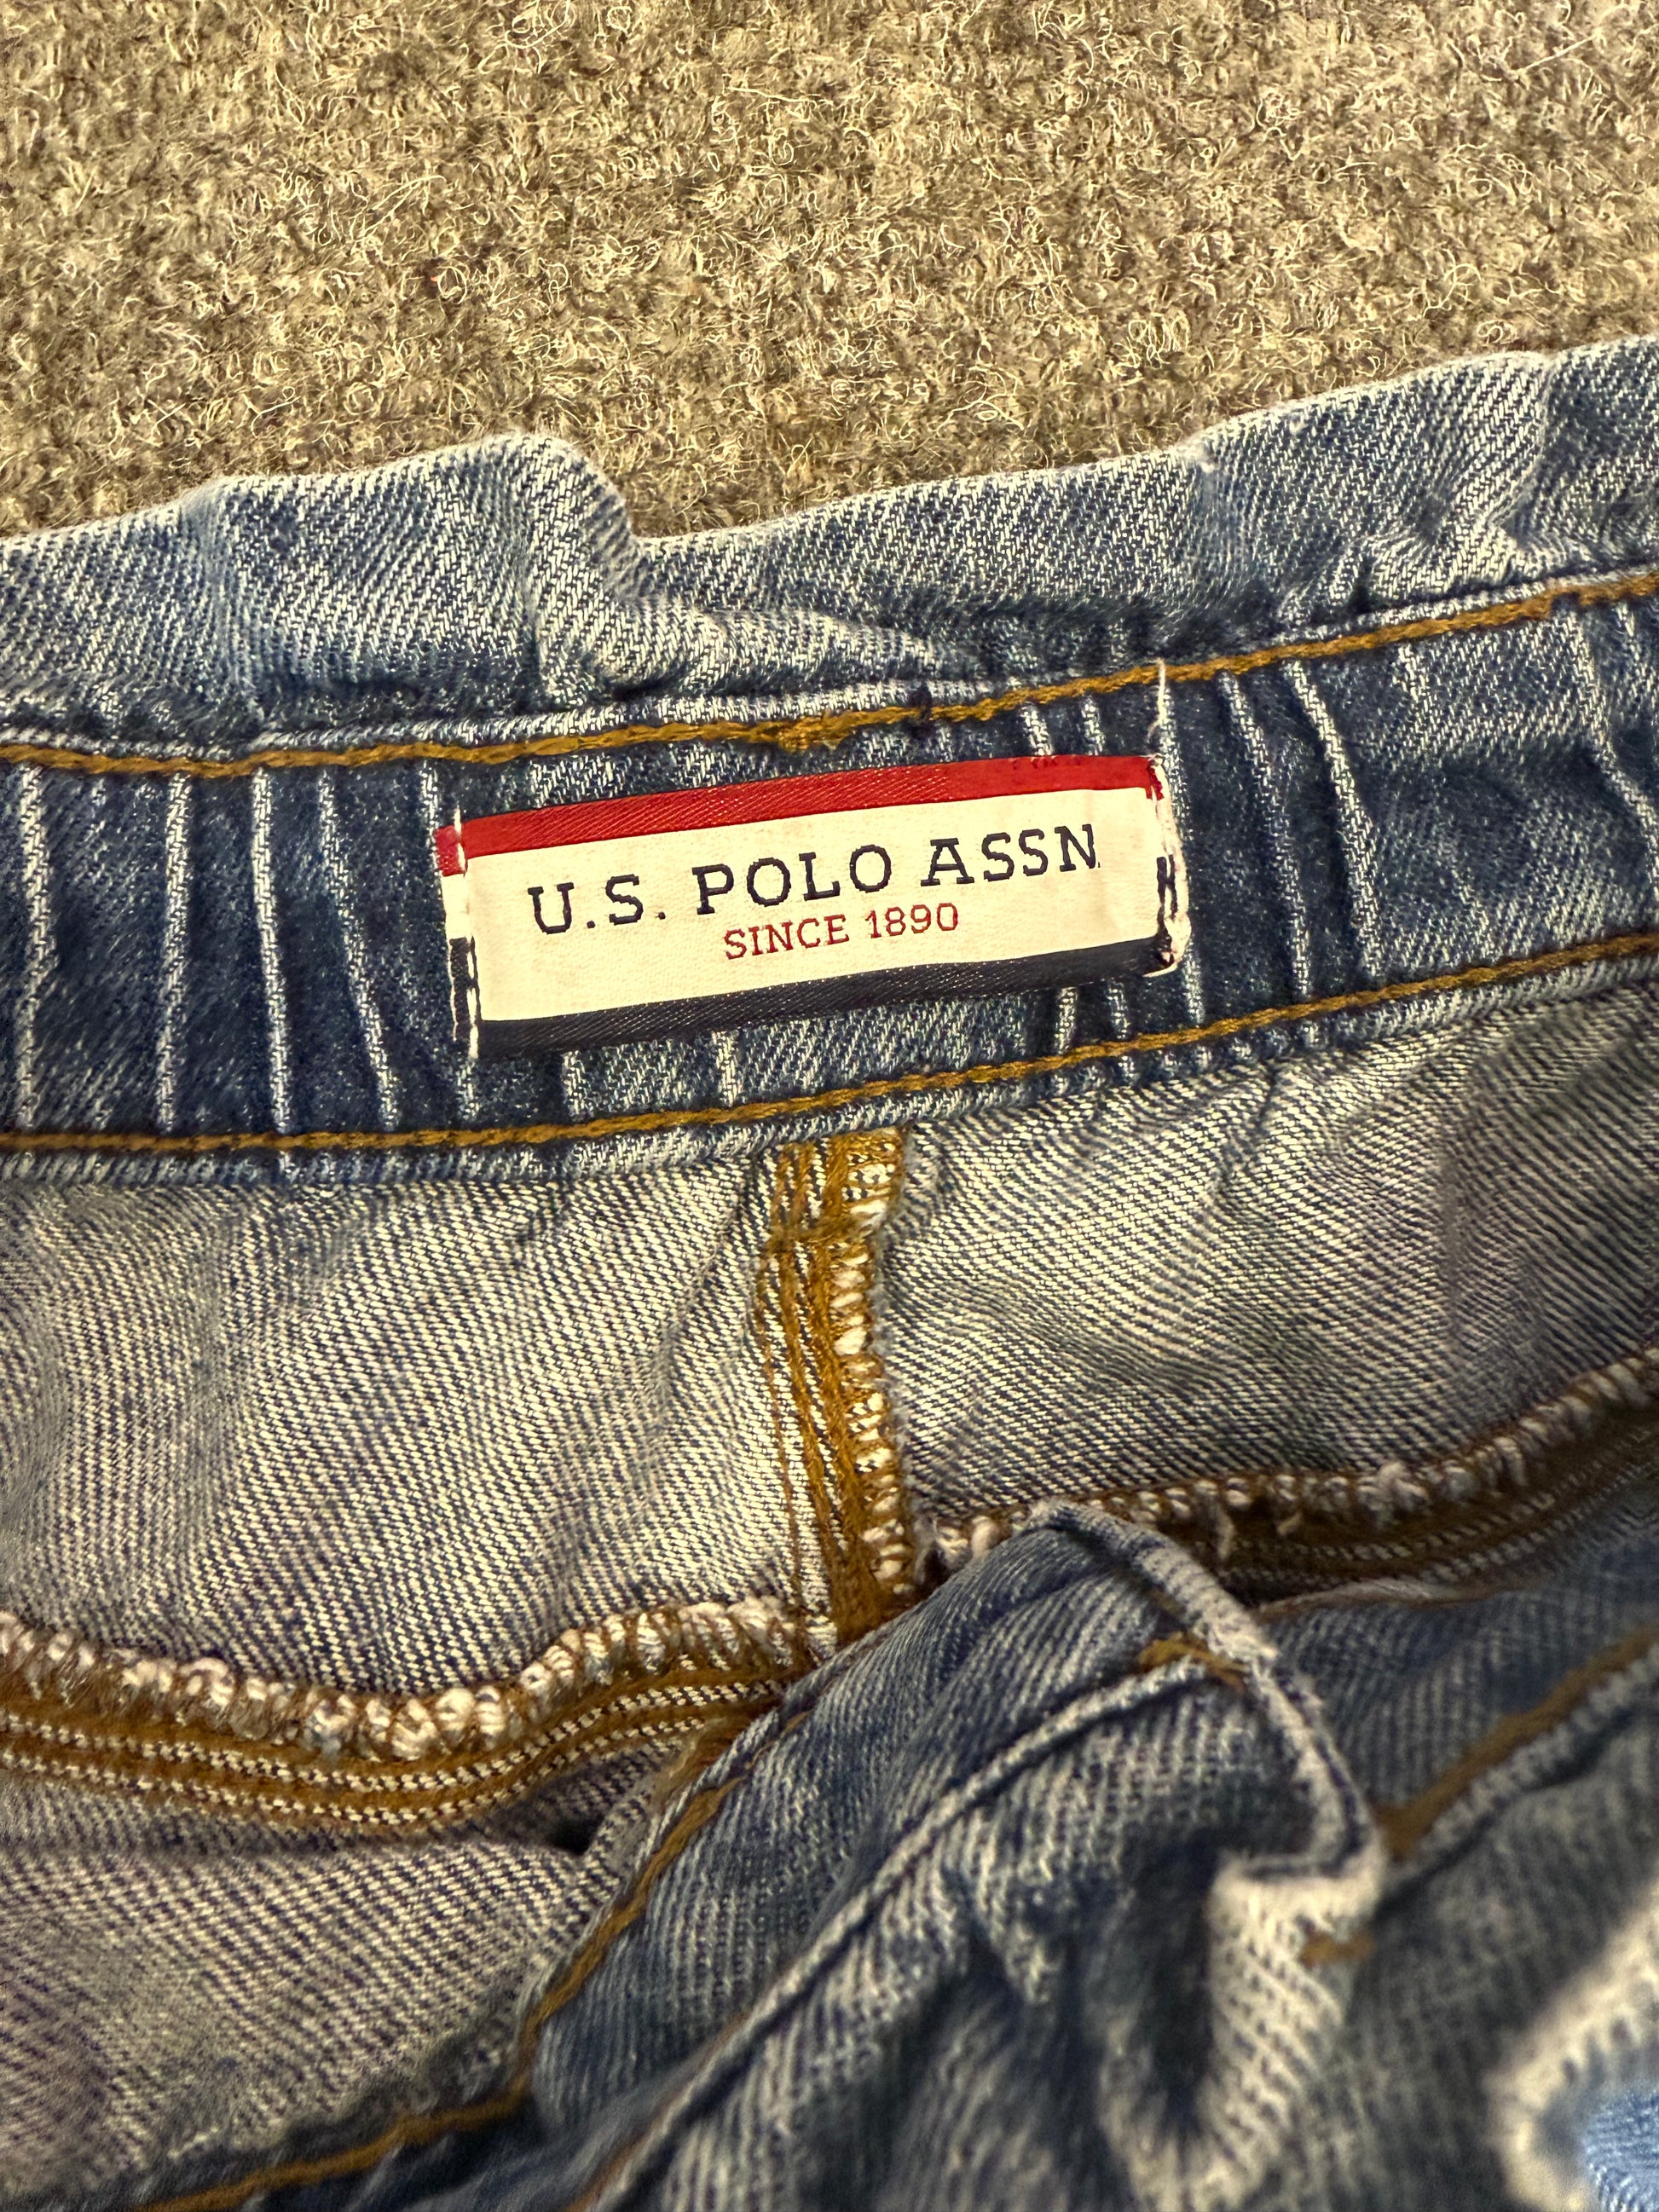 U.S. POLO ASSN.
SINCE 1890